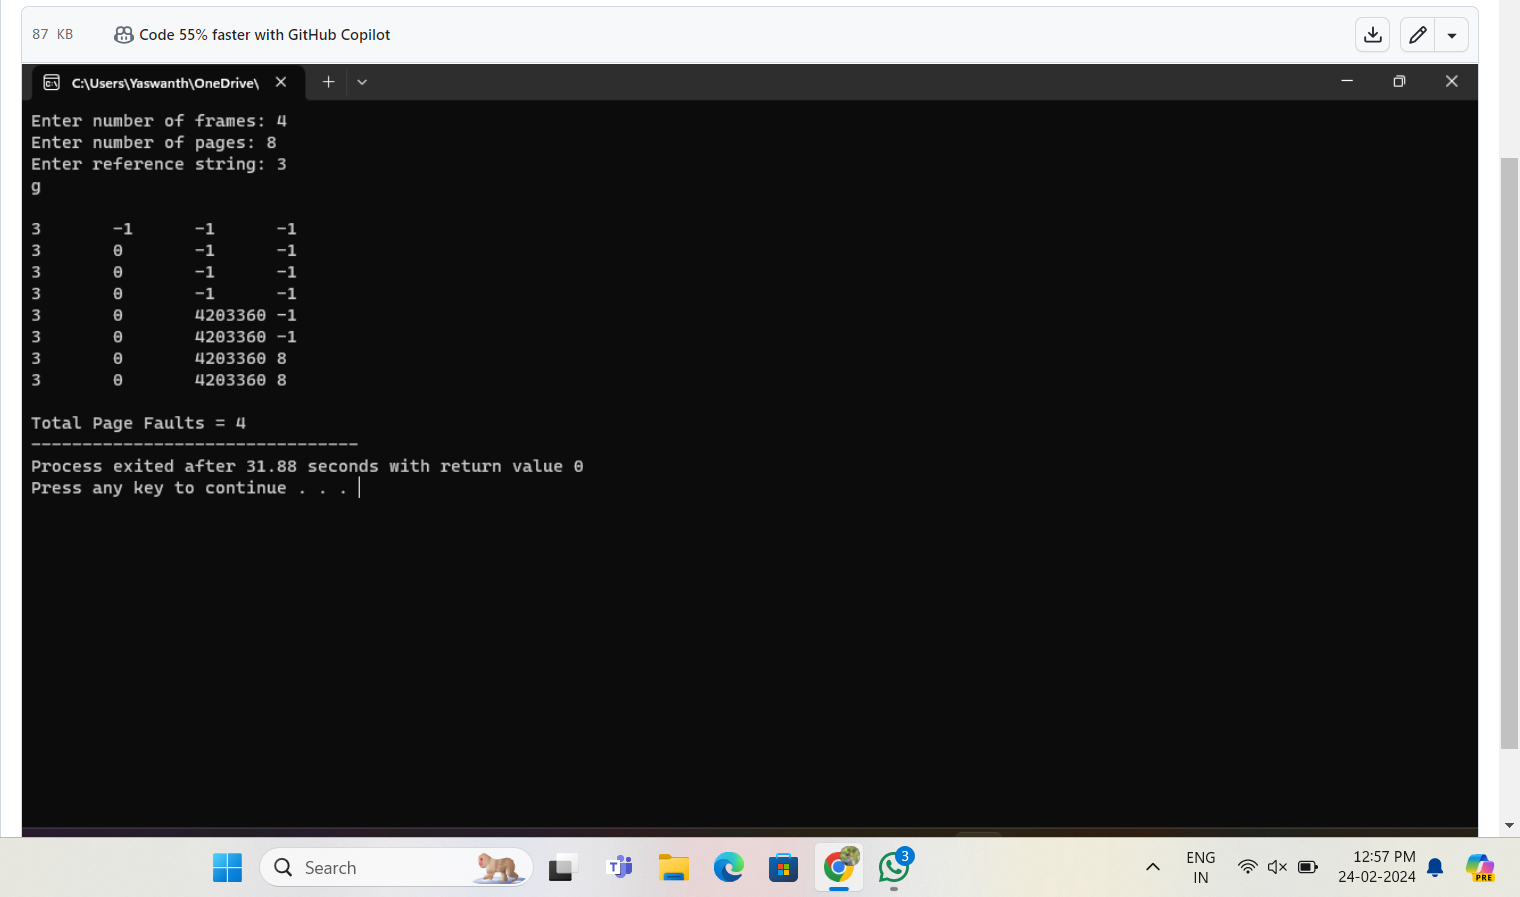 87 KB Code 55% faster with GitHub Copilot
C:\Users\Yaswanth\OneDrive\
Enter number of frames: 4
Enter number of pages: 8
Enter reference string: 3
g
3 -1 -1 -1
3 0 -1 -1
3 0 -1 -1
3 0 -1 -1
3 0 4203360 -1
3 0 4203360 -1
3 0 4203360 8
3 0 4203360 8
Total Page Faults = 4
--------------------------------
Process exited after 31.88 seconds with return value 0
Press any key to continue . . .
Search
3
ENG
IN
12:57 PM
24-02-2024
PRE